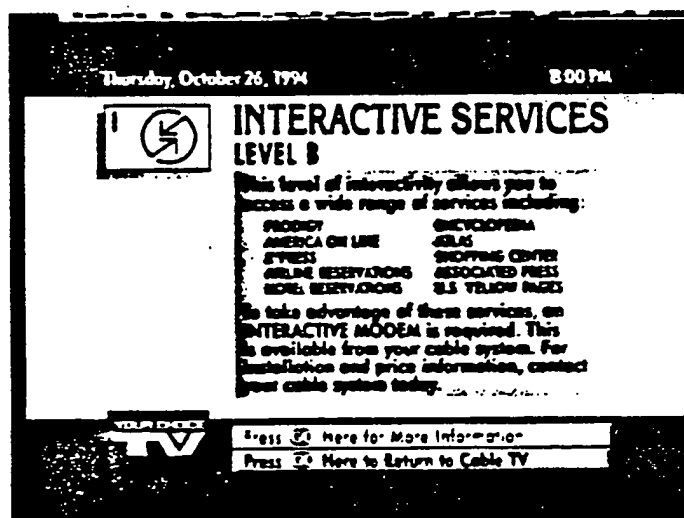 Thursday, October 26, 1994 8:00 PM
INTERACTIVE SERVICES
LEVEL B
This level of interactivity allows you to
access a wide range of services including:
PRODIGY ENCYCLOPEDIA
AMERICA ON LINE ATLAS
X*PRESS SHOPPING CENTER
AIRLINE RESERVATIONS ASSOCIATED PRESS
HOTEL RESERVATIONS U.S. YELLOW PAGES
To take advantage of these services, an
INTERACTIVE MODEM is required. This
is available from your cable system. For
installation and price information, contact
your cable system today.
YOUR CHOICE
TV
Press Here for More Information
Press Here to Return to Cable TV